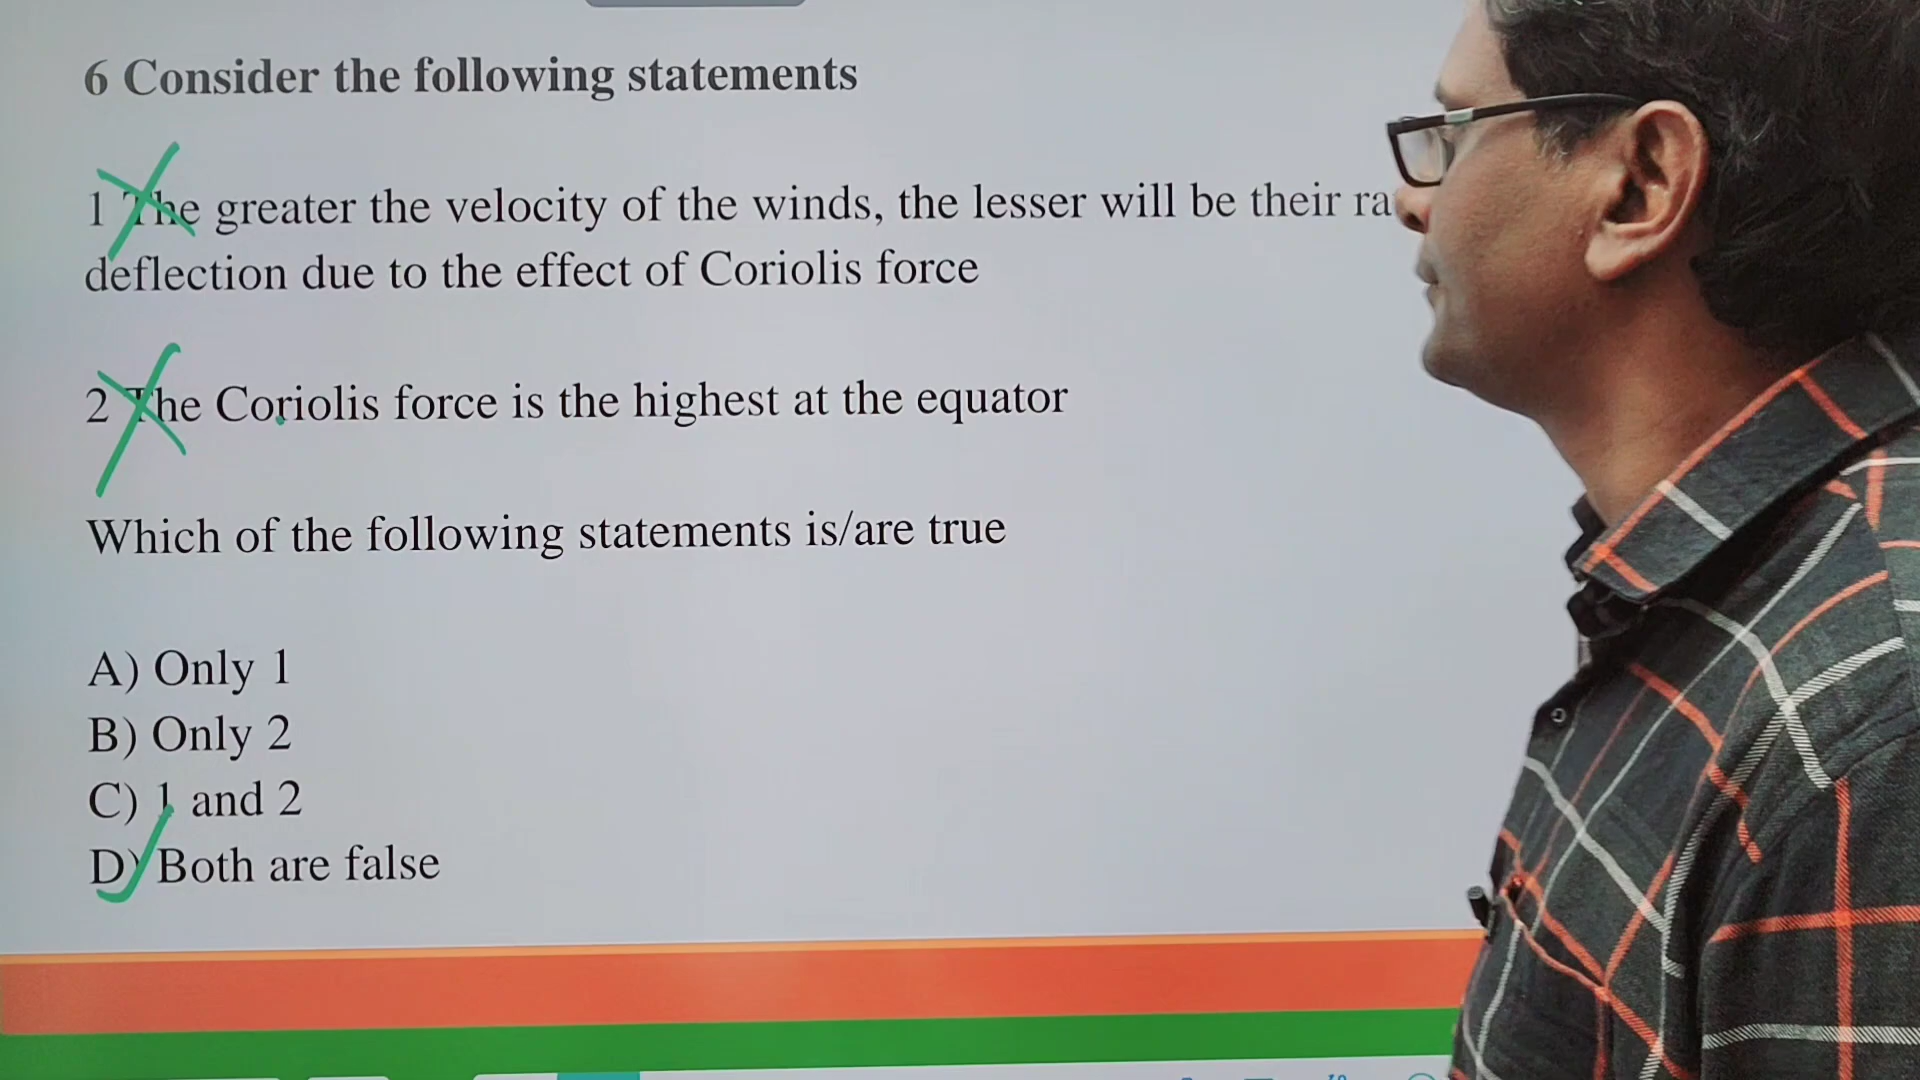 6 Consider the following statements
1 The greater the velocity of the winds, the lesser will be their
deflection due to the effect of Coriolis force
2 The Coriolis force is the highest at the equator
Which of the following statements is/are true
A) Only 1
B) Only 2
C) 1 and 2
D) Both are false